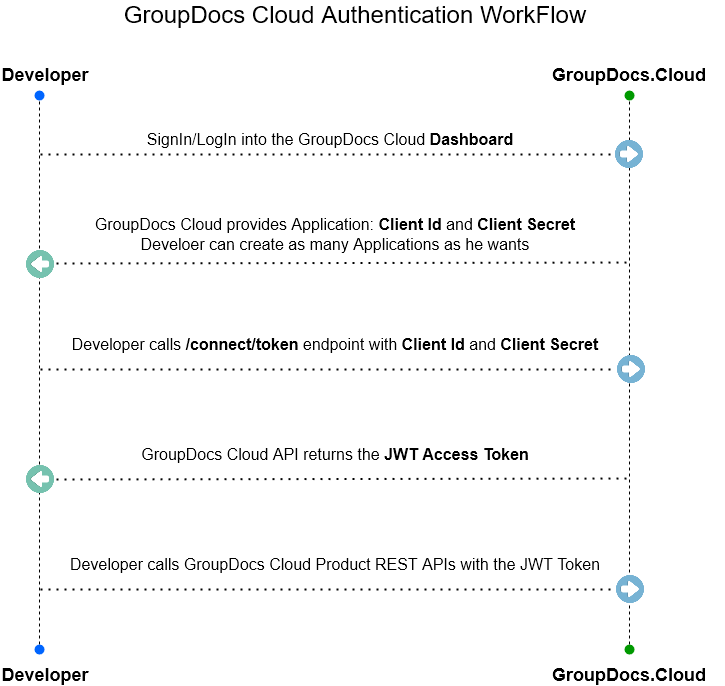 GroupDocs Cloud Authentication WorkFlow
Developer
GroupDocs.Cloud
SignIn/LogIn into the GroupDocs Cloud Dashboard
GroupDocs Cloud provides Application: Client Id and Client Secret
Develoer can create as many Applications as he wants
Developer calls /connect/token endpoint with Client Id and Client Secret
GroupDocs Cloud API returns the JWT Access Token
Developer calls GroupDocs Cloud Product REST APIs with the JWT Token
Developer
GroupDocs.Cloud